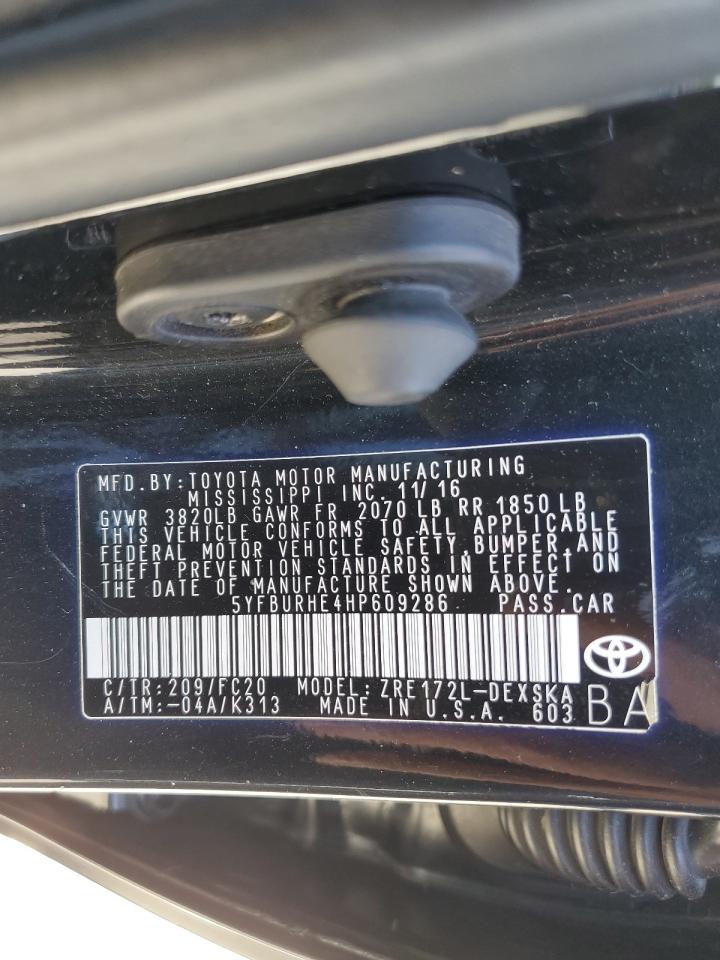 MFD.BY:TOYOTA MOTOR MANUFACTURING
MISSISSIPPI INC. 11/16
GVWR 3820LB GAWR FR 2070 LB RR 1850 LB
THIS VEHICLE CONFORMS TO ALL APPLICABLE
FEDERAL MOTOR VEHICLE SAFETY,BUMPER,AND
THEFT PREVENTION STANDARDS IN EFFECT ON
THE DATE OF MANUFACTURE SHOWN ABOVE.
5YFBURHE4HP609286 PASS.CAR
C/TR:209/FC20 MODEL:ZRE172L-DEXSKA
A/TM:-04A/K313 MADE IN U.S.A. 603 BA